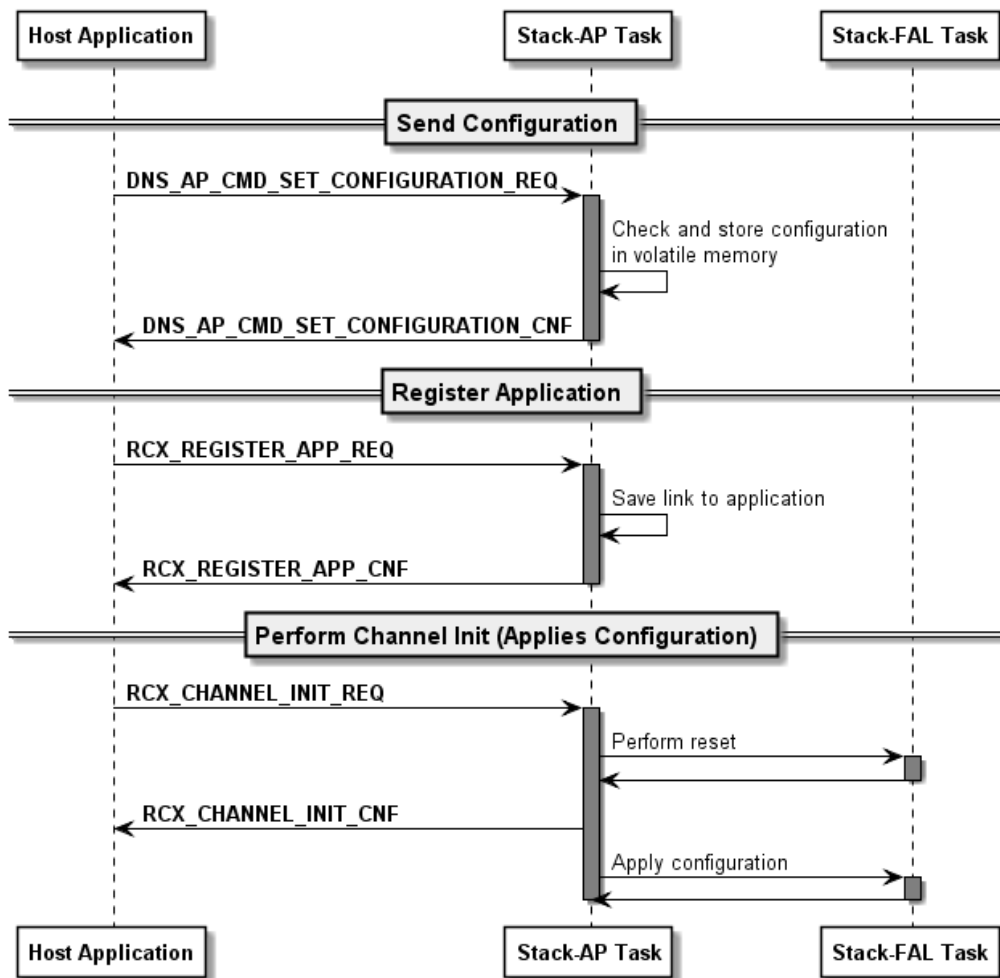 Host Application
Stack-AP Task
Stack-FAL Task
Send Configuration
DNS_AP_CMD_SET_CONFIGURATION_REQ
Check and store configuration
in volatile memory
DNS_AP_CMD_SET_CONFIGURATION_CNF
Register Application
RCX_REGISTER_APP_REQ
Save link to application
RCX_REGISTER_APP_CNF
Perform Channel Init (Applies Configuration)
RCX_CHANNEL_INIT_REQ
Perform reset
RCX_CHANNEL_INIT_CNF
Apply configuration
Host Application
Stack-AP Task
Stack-FAL Task